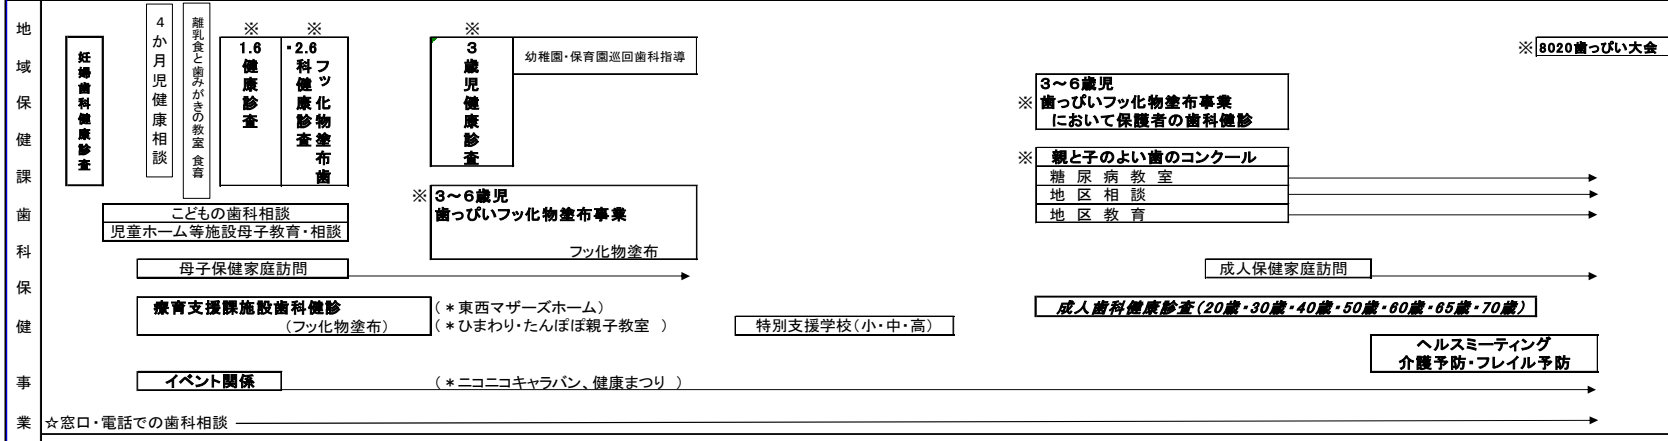 地域保健課歯科保健事業
妊婦歯科健康診査
4か月児健康相談
離乳食と歯みがきの教室 食育
※
1.6健康診査
※
・2.6フッ化物塗布歯
科健康診査
※
3歳児健康診査
幼稚園・保育園巡回歯科指導
※ 8020歯っぴい大会
3～6歳児
※ 歯っぴいフッ化物塗布事業
において保護者の歯科健診
※ 親と子のよい歯のコンクール
糖尿病教室
地区相談
地区教育
こどもの歯科相談
児童ホーム等施設母子教育・相談
※ 3～6歳児
歯っぴいフッ化物塗布事業
フッ化物塗布
母子保健家庭訪問
成人保健家庭訪問
療育支援課施設歯科健診
(フッ化物塗布)
(＊東西マザーズホーム)
(＊ひまわり・たんぽぽ親子教室 )
特別支援学校(小・中・高)
成人歯科健康診査(20歳・30歳・40歳・50歳・60歳・65歳・70歳)
ヘルスミーティング
介護予防・フレイル予防
イベント関係
(＊ニコニコキャラバン、健康まつり )
☆窓口・電話での歯科相談